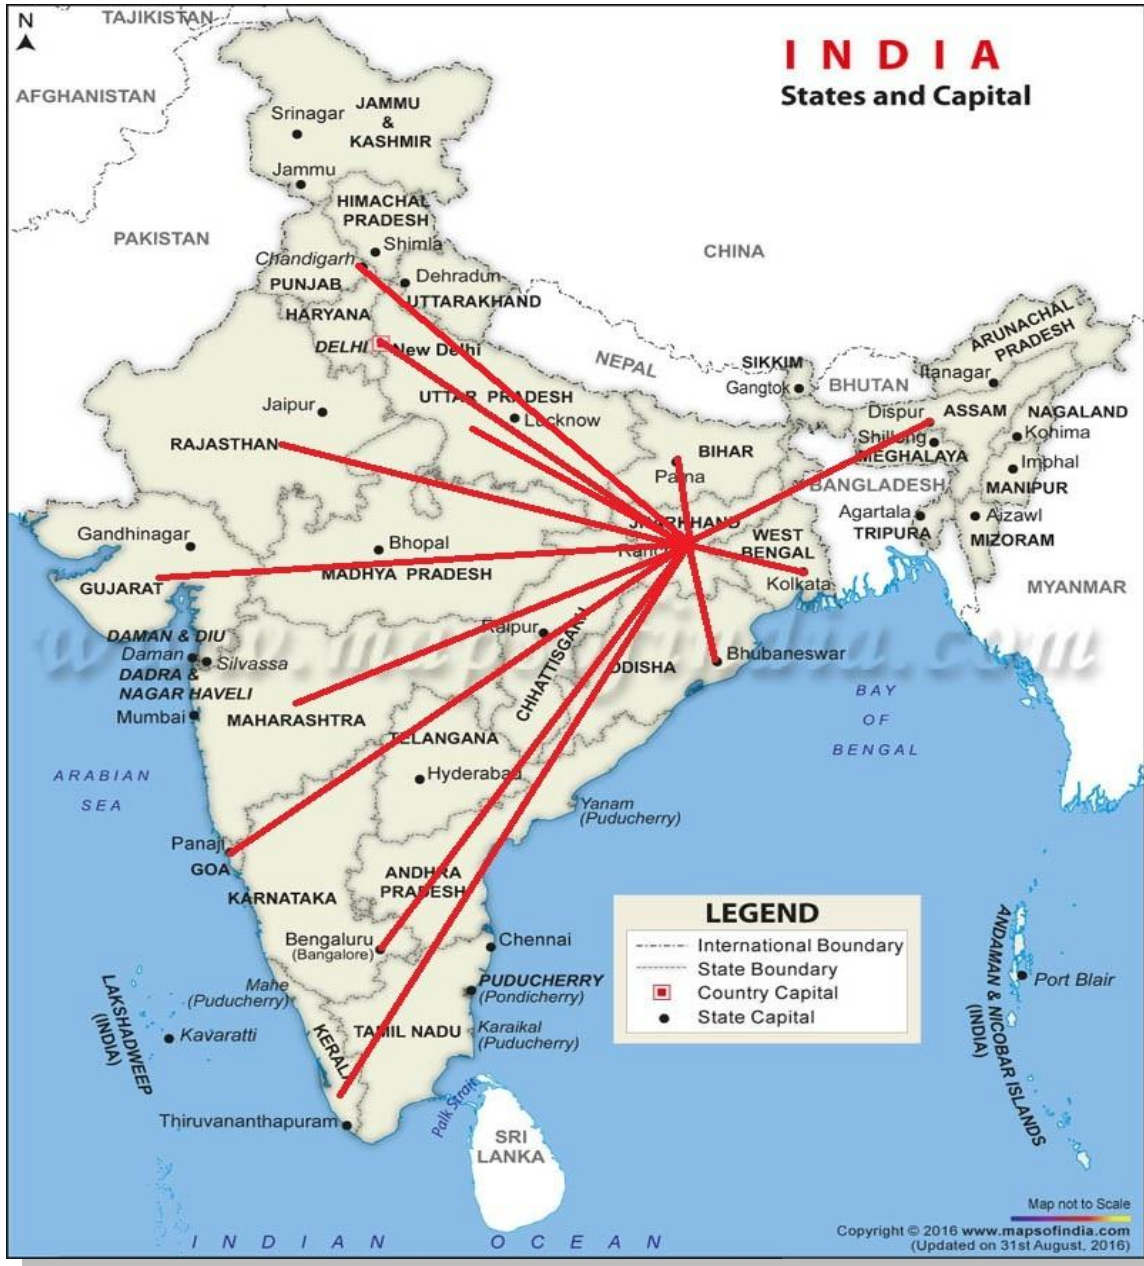 N
TAJIKISTAN
INDIA
States and Capital
AFGHANISTAN
JAMMU
&
KASHMIR
Srinagar
Jammu
HIMACHAL
PRADESH
PAKISTAN
Shimla
CHINA
Chandigarh
PUNJAB
Dehradun
UTTARAKHAND
HARYANA
DELHI
New Delhi
NEPAL
SIKKIM
Gangtok
BHUTAN
ARUNACHAL
PRADESH
Itanagar
UTTAR PRADESH
Lucknow
Jaipur
RAJASTHAN
Dispur
ASSAM
NAGALAND
Shillong
MEGHALAYA
Kohima
BIHAR
Patna
Imphal
MANIPUR
BANGLADESH
Agartala
TRIPURA
Aizawl
MIZORAM
Gandhinagar
Bhopal
JHARKHAND
Ranchi
WEST
BENGAL
Kolkata
GUJARAT
MADHYA PRADESH
MYANMAR
www.mapsofindia.com
DAMAN & DIU
Daman
Silvassa
DADRA &
NAGAR HAVELI
Mumbai
MAHARASHTRA
Raipur
CHHATTISGARH
ODISHA
Bhubaneswar
BAY
OF
BENGAL
TELANGANA
Hyderabad
ARABIAN
SEA
Yanam
(Puducherry)
Panaji
GOA
KARNATAKA
ANDHRA
PRADESH
Bengaluru
(Bangalore)
Chennai
Mahe
(Puducherry)
PUDUCHERRY
(Pondicherry)
KERALA
TAMIL NADU
Karaikal
(Puducherry)
LAKSHADWEEP
(INDIA)
Kavaratti
Thiruvananthapuram
Palk Strait
SRI
LANKA
LEGEND
International Boundary
State Boundary
Country Capital
State Capital
ANDAMAN & NICOBAR ISLANDS
(INDIA)
Port Blair
INDIAN OCEAN
Map not to Scale
Copyright © 2016 www.mapsofindia.com
(Updated on 31st August, 2016)